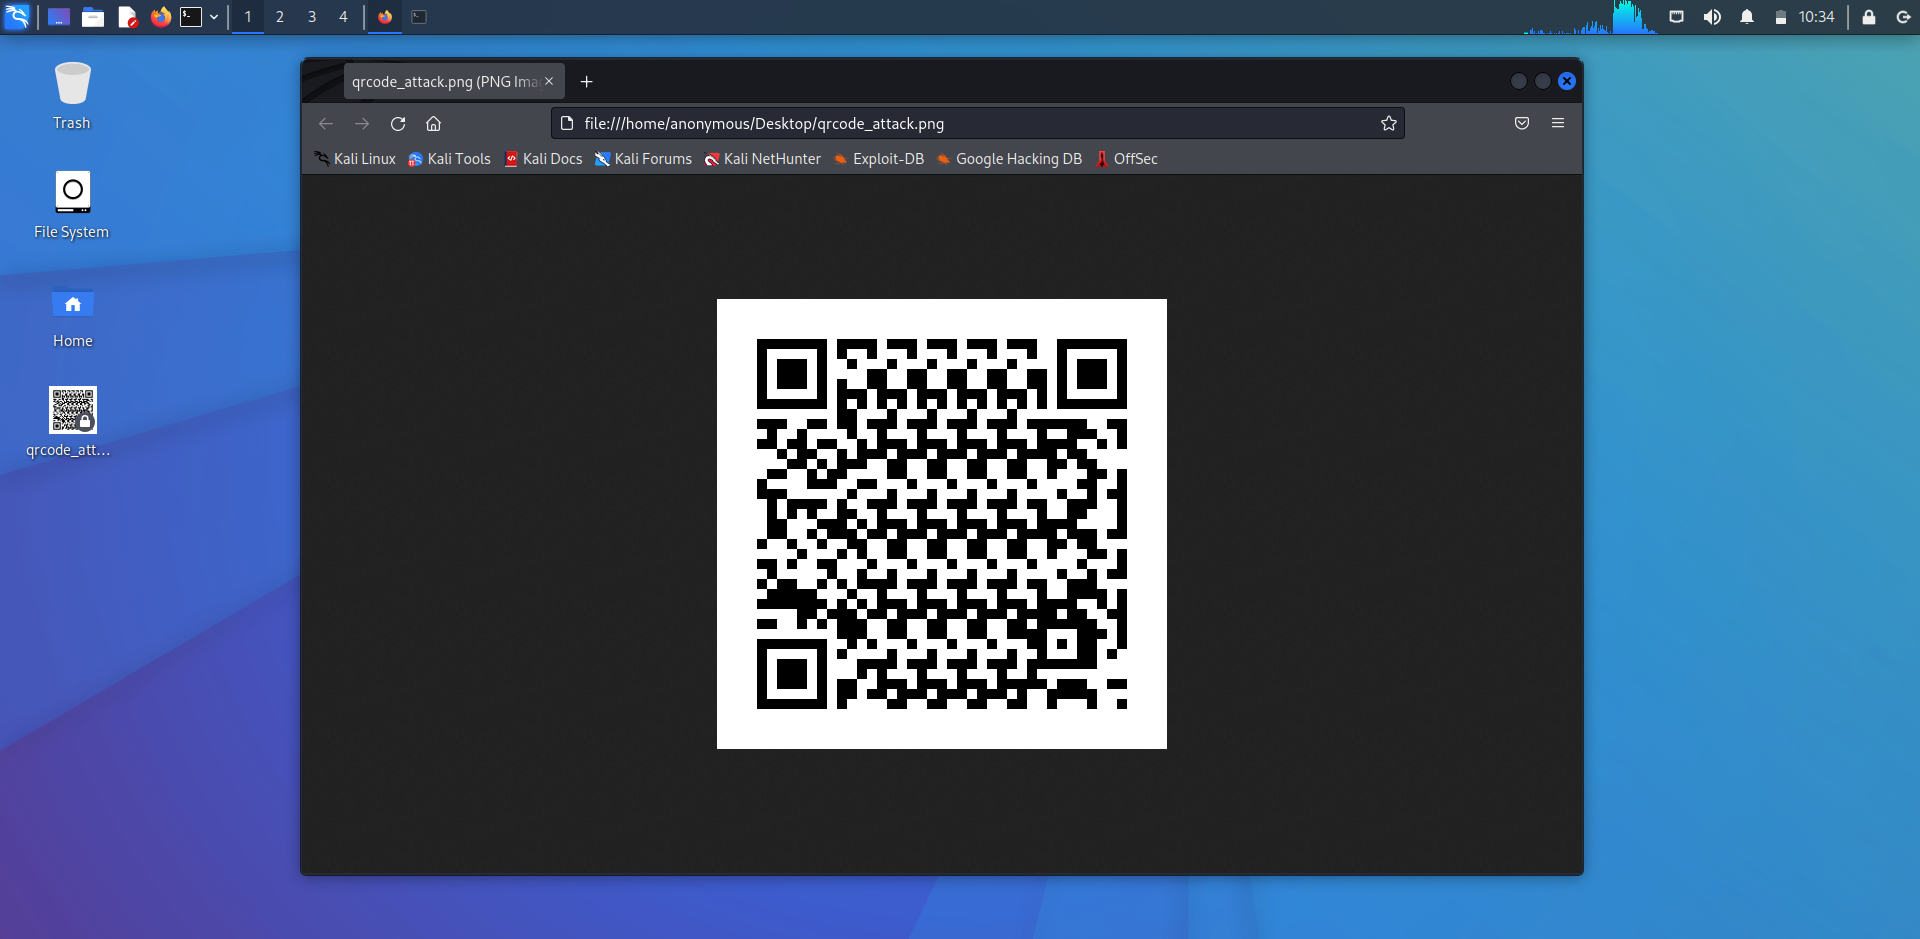 1 2 3 4 10:34
qrcode_attack.png (PNG Ima
file:///home/anonymous/Desktop/qrcode_attack.png
Kali Linux Kali Tools Kali Docs Kali Forums Kali NetHunter Exploit-DB Google Hacking DB OffSec
Trash
File System
Home
qrcode_att...